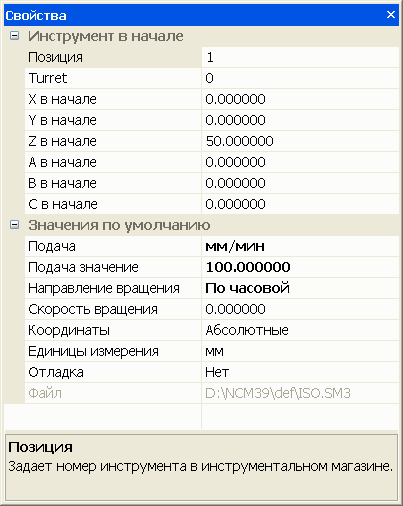 Свойства
Инструмент в начале
Позиция 1
Turret 0
X в начале 0.000000
Y в начале 0.000000
Z в начале 50.000000
A в начале 0.000000
B в начале 0.000000
C в начале 0.000000
Значения по умолчанию
Подача мм/мин
Подача значение 100.000000
Направление вращения По часовой
Скорость вращения 0.000000
Координаты Абсолютные
Единицы измерения мм
Отладка Нет
Файл D:\NCM39\def\ISO.SM3
Позиция
Задает номер инструмента в инструментальном магазине.